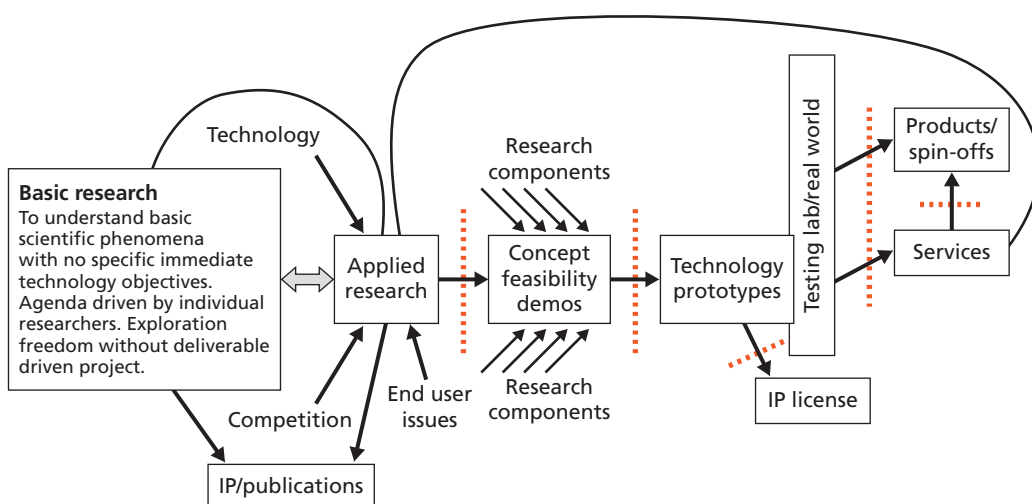 Technology
Basic research
To understand basic
scientific phenomena
with no specific immediate
technology objectives.
Agenda driven by individual
researchers. Exploration
freedom without deliverable
driven project.
Applied
research
Competition
End user
issues
IP/publications
Research
components
Concept
feasibility
demos
Research
components
Technology
prototypes
IP license
Testing lab/real world
Products/
spin-offs
Services